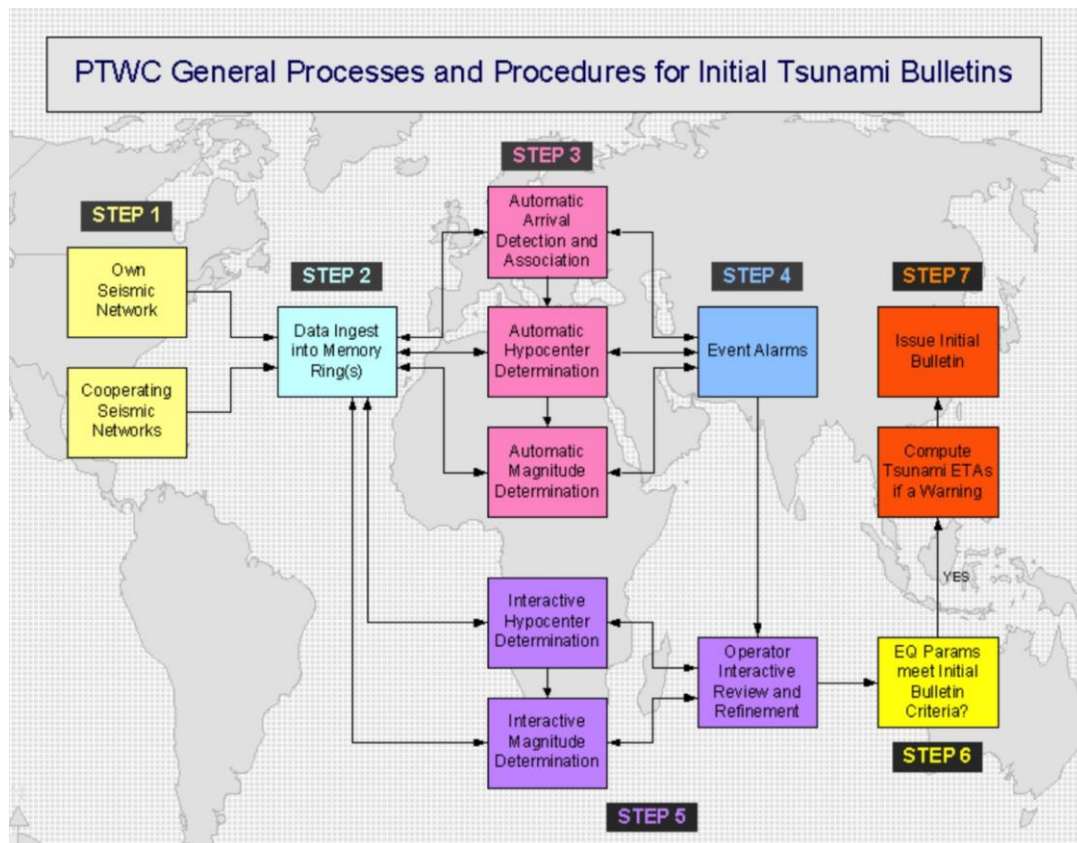 PTWC General Processes and Procedures for Initial Tsunami Bulletins
STEP 1
Own
Seismic
Network
Cooperating
Seismic
Networks
STEP 2
Data Ingest
into Memory
Ring(s)
STEP 3
Automatic
Arrival
Detection and
Association
Automatic
Hypocenter
Determination
Automatic
Magnitude
Determination
STEP 4
Event Alarms
Interactive
Hypocenter
Determination
Interactive
Magnitude
Determination
Operator
Interactive
Review and
Refinement
STEP 5
EQ Params
meet Initial
Bulletin
Criteria?
STEP 6
YES
STEP 7
Issue Initial
Bulletin
Compute
Tsunami ETAs
if a Warning